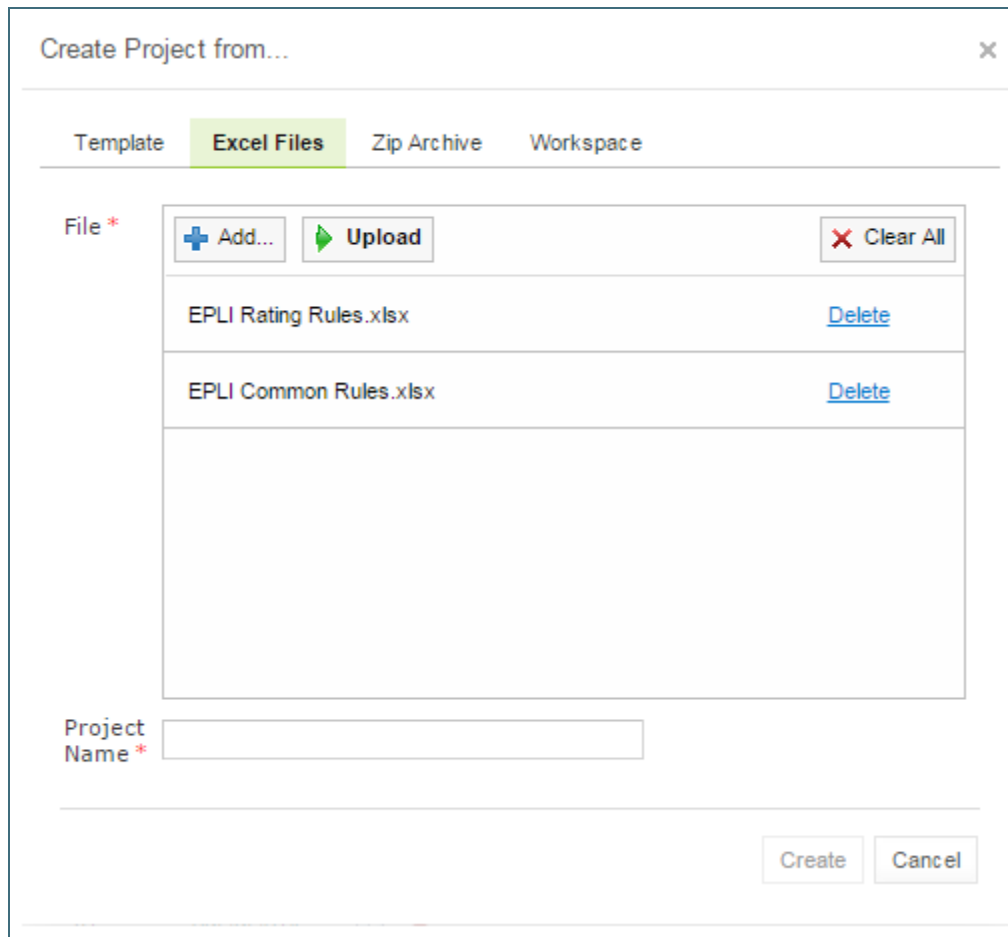 Create Project from...
Template Excel Files Zip Archive Workspace
File * Add... Upload Clear All
EPLI Rating Rules.xlsx Delete
EPLI Common Rules.xlsx Delete
Project
Name *
Create Cancel